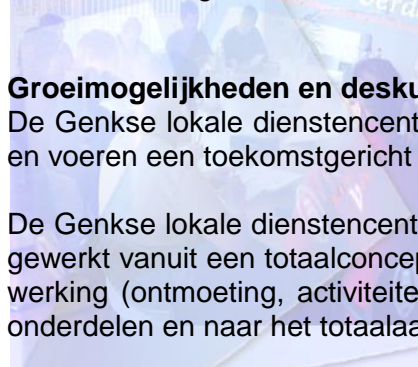 Groeimogelijkheden en desku
De Genkse lokale dienstencent
en voeren een toekomstgericht
De Genkse lokale dienstencent
gewerkt vanuit een totaalconcep
werking (ontmoeting, activiteite
onderdelen en naar het totaalaa